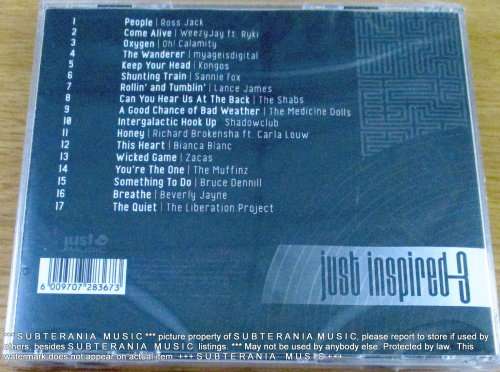 1 People | Ross Jack
2 Come Alive | WeezyJay ft. Ryki
3 Oxygen | Oh! Calamity
4 The Wanderer | myageisdigital
5 Keep Your Head | Kongos
6 Shunting Train | Sannie Fox
7 Rollin' and Tumblin' | Lance James
8 Can You Hear Us At The Back | The Shabs
9 A Good Chance of Bad Weather | The Medicine Dolls
10 Intergalactic Hook Up Shadowclub
11 Honey | Richard Brokensha ft. Carla Louw
12 This Heart | Bianca Blanc
13 Wicked Game | Zacas
14 You're The One | The Muffinz
15 Something To Do | Bruce Dennill
16 Breathe | Beverly Jayne
17 The Quiet | The Liberation Project
just
just inspired 3
6 009707 283673
*** SUBTERANIA MUSIC *** picture property of SUBTERANIA MUSIC, please report to store if used by
others, besides SUBTERANIA MUSIC listings. *** May not be used by anybody else. Protected by law. This
watermark does not appear on actual item. +++ SUBTERANIA MUSIC +++